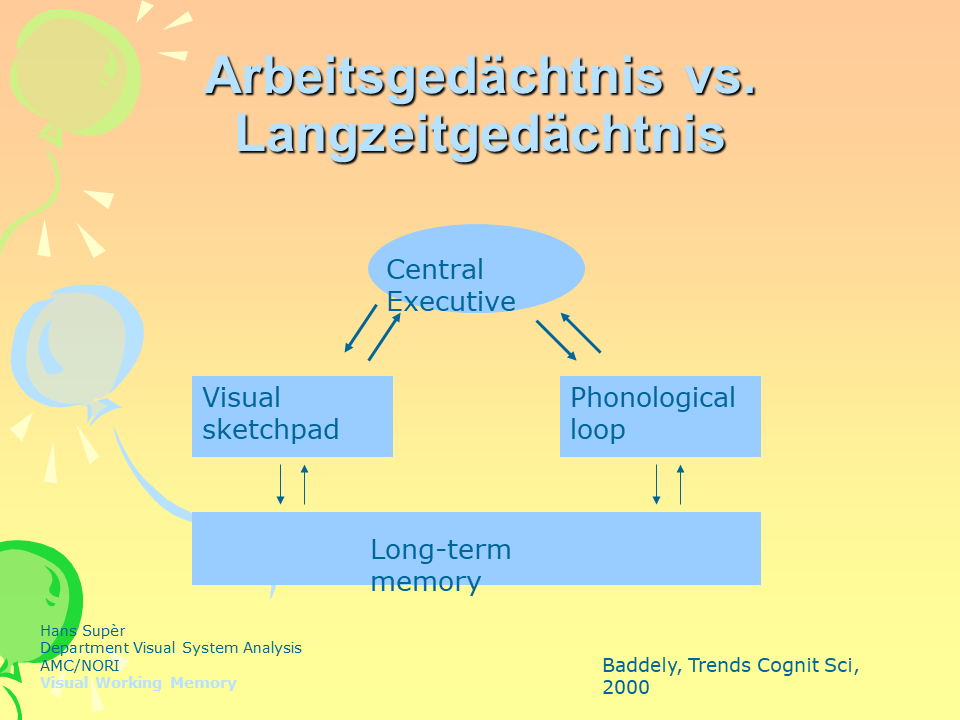 Arbeitsgedächtnis vs.
Langzeitgedächtnis
Central
Executive
Visual
sketchpad
Phonological
loop
Long-term
memory
Hans Supèr
Department Visual System Analysis
AMC/NORI
Visual Working Memory
Baddely, Trends Cognit Sci,
2000